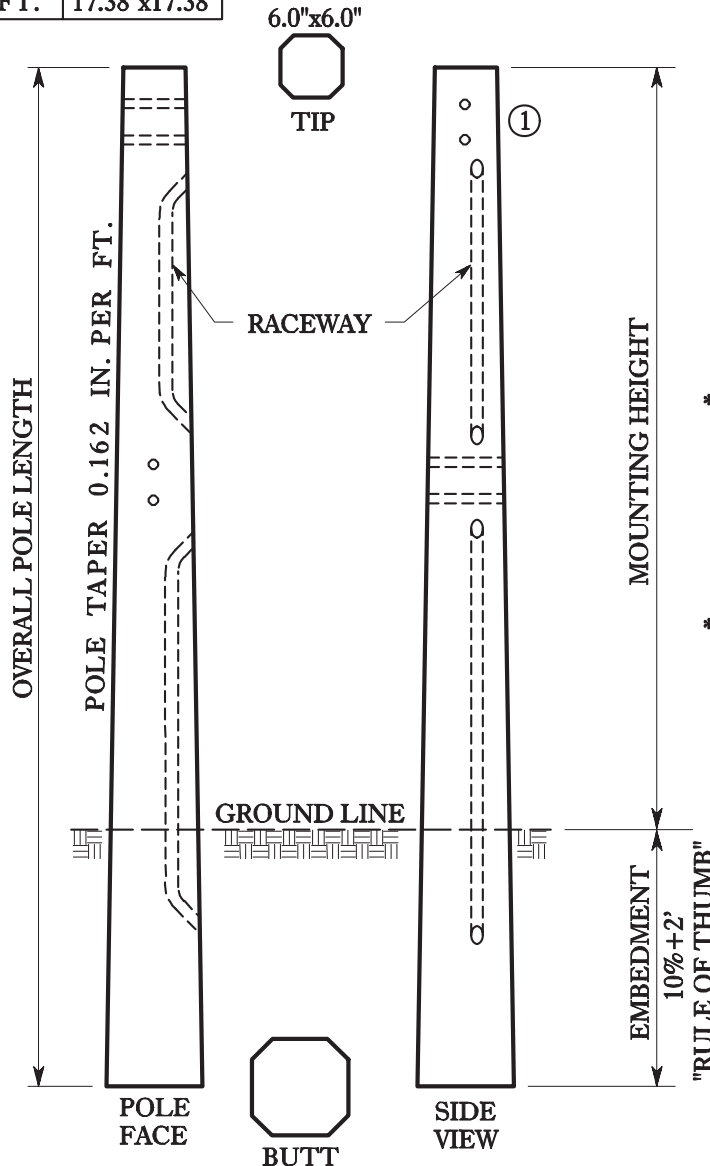 FT. 17.38"x17.38"
6.0"x6.0"
TIP
1
POLE TAPER 0.162 IN. PER FT.
RACEWAY
OVERALL POLE LENGTH
MOUNTING HEIGHT
*
*
GROUND LINE
EMBEDMENT
10%+2'
"RULE OF THUMB"
POLE
FACE
BUTT
SIDE
VIEW